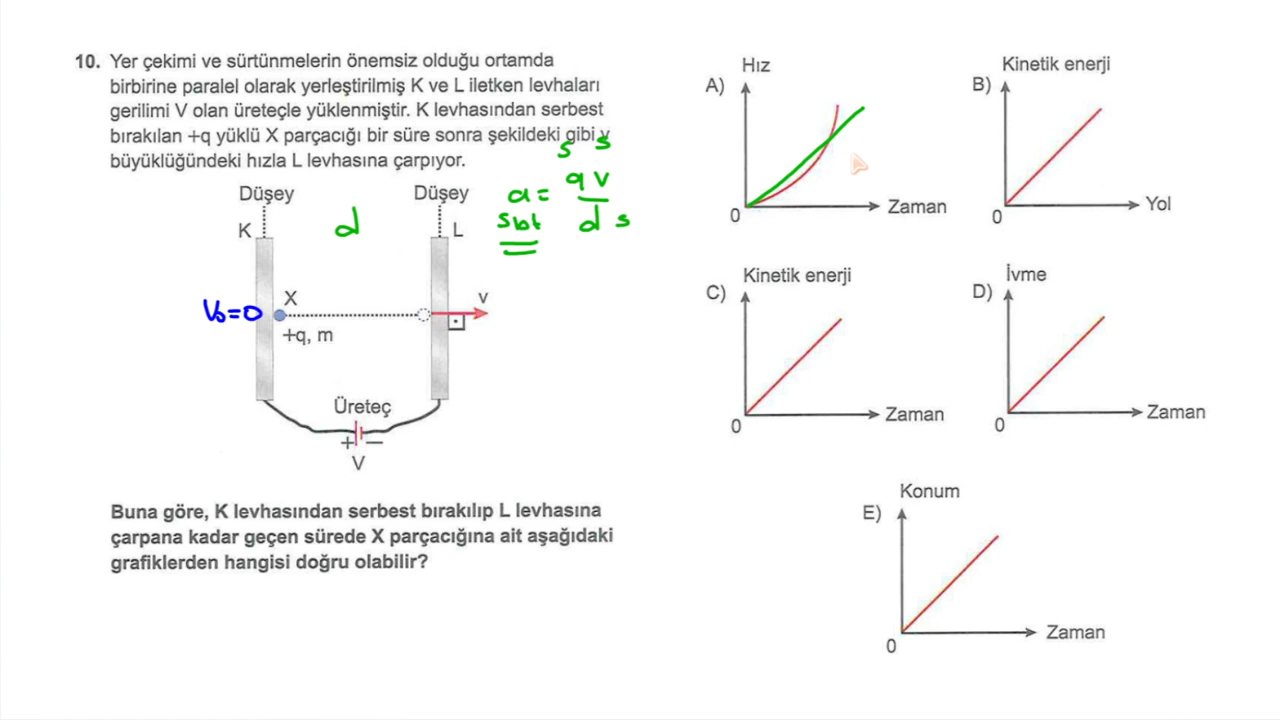 10. Yer çekimi ve sürtünmelerin önemsiz olduğu ortamda
birbirine paralel olarak yerleştirilmiş K ve L iletken levhaları
gerilimi V olan üreteçle yüklenmiştir. K levhasından serbest
bırakılan +q yüklü X parçacığı bir süre sonra şekildeki gibi v
büyüklüğündeki hızla L levhasına çarpıyor.
s s
a = q v
sbt d s
Düşey Düşey
d
K L
V₀=0
X
v
+q, m
Üreteç
+ −
V
Buna göre, K levhasından serbest bırakılıp L levhasına
çarpana kadar geçen sürede X parçacığına ait aşağıdaki
grafiklerden hangisi doğru olabilir?
A) Hız
0 Zaman
B) Kinetik enerji
0 Yol
C) Kinetik enerji
0 Zaman
D) İvme
0 Zaman
E) Konum
0 Zaman